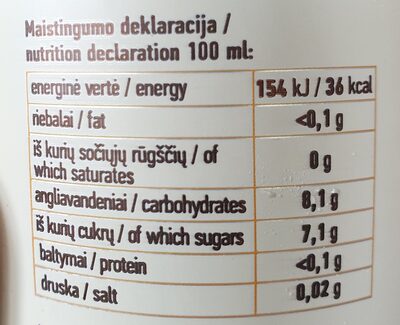 Maistingumo deklaracija /
nutrition declaration 100 ml:
energinė vertė / energy 154 kJ / 36 kcal
riebalai / fat <0,1 g
iš kurių sočiųjų rūgščių / of
which saturates 0 g
angliavandeniai / carbohydrates 8,1 g
iš kurių cukrų / of which sugars 7,1 g
baltymai / protein <0,1 g
druska / salt 0,02 g